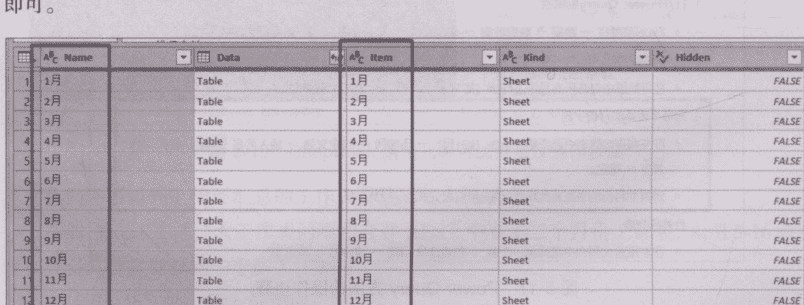 即可。
Name Data Item Kind Hidden
1 1月 Table 1月 Sheet FALSE
2 2月 Table 2月 Sheet FALSE
3 3月 Table 3月 Sheet FALSE
4 4月 Table 4月 Sheet FALSE
5 5月 Table 5月 Sheet FALSE
6 6月 Table 6月 Sheet FALSE
7 7月 Table 7月 Sheet FALSE
8 8月 Table 8月 Sheet FALSE
9 9月 Table 9月 Sheet FALSE
10 10月 Table 10月 Sheet FALSE
11 11月 Table 11月 Sheet FALSE
12 12月 Table 12月 Sheet FALSE